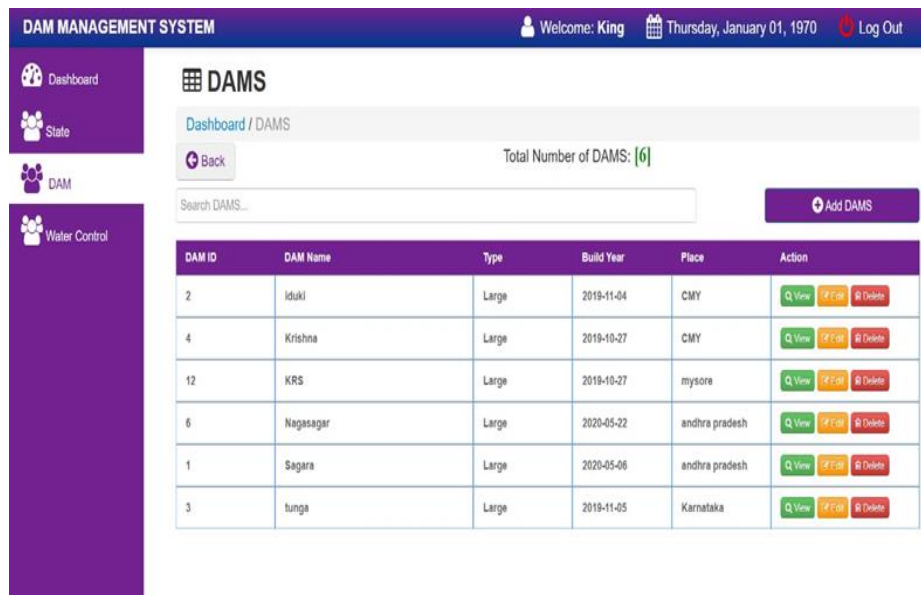 DAM MANAGEMENT SYSTEM Welcome: King Thursday, January 01, 1970 Log Out
Dashboard
State
DAM
Water Control
DAMS
Dashboard / DAMS
Back Total Number of DAMS: [6]
Search DAMS... Add DAMS
DAM ID DAM Name Type Build Year Place Action
2 Iduki Large 2019-11-04 CMY View Edit Delete
4 Krishna Large 2019-10-27 CMY View Edit Delete
12 KRS Large 2019-10-27 mysore View Edit Delete
6 Nagasagar Large 2020-05-22 andhra pradesh View Edit Delete
1 Sagara Large 2020-05-06 andhra pradesh View Edit Delete
3 tunga Large 2019-11-05 Karnataka View Edit Delete